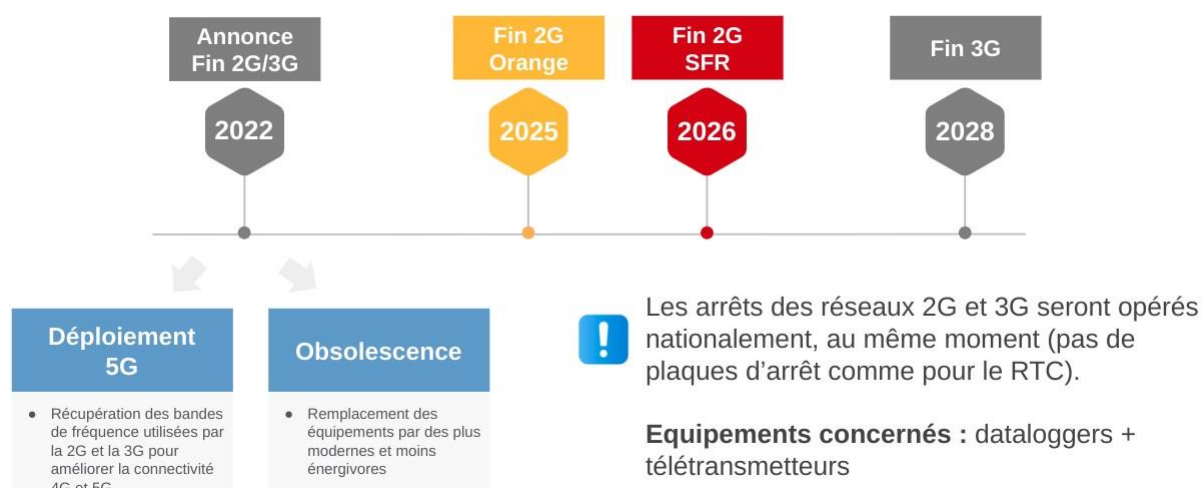 Annonce
Fin 2G/3G
Fin 2G
Orange
Fin 2G
SFR
Fin 3G
2022
2025
2026
2028
Déploiement
5G
● Récupération des bandes
de fréquence utilisées par
la 2G et la 3G pour
améliorer la connectivité
4G et 5G
Obsolescence
● Remplacement des
équipements par des plus
modernes et moins
énergivores
Les arrêts des réseaux 2G et 3G seront opérés
nationalement, au même moment (pas de
plaques d’arrêt comme pour le RTC).
Equipements concernés : dataloggers +
télétransmetteurs